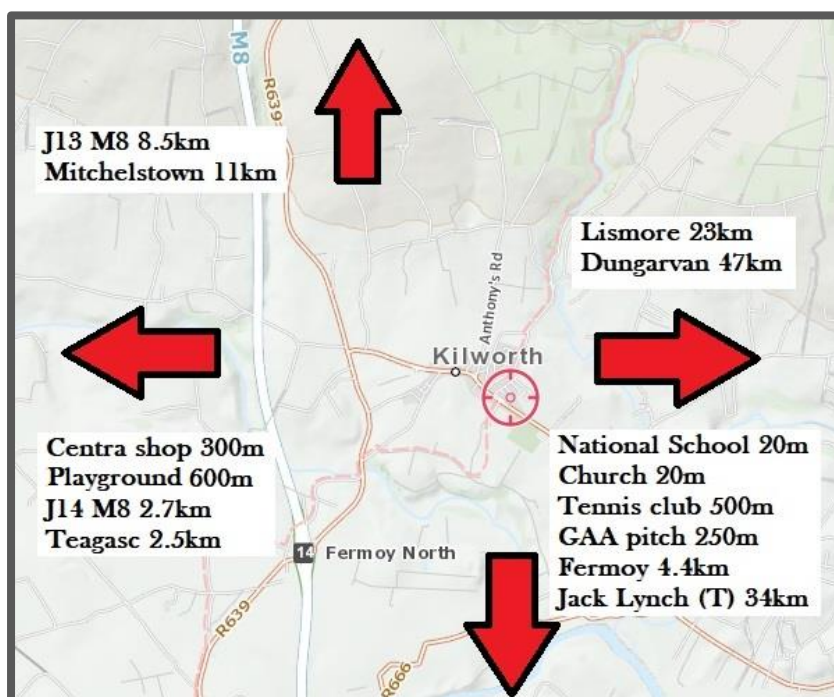 M8
R639
J13 M8 8.5km
Mitchelstown 11km
Lismore 23km
Dungarvan 47km
Anthony's Rd
Kilworth
Centra shop 300m
Playground 600m
J14 M8 2.7km
Teagasc 2.5km
National School 20m
Church 20m
Tennis club 500m
GAA pitch 250m
Fermoy 4.4km
Jack Lynch (T) 34km
14 Fermoy North
R639
R666